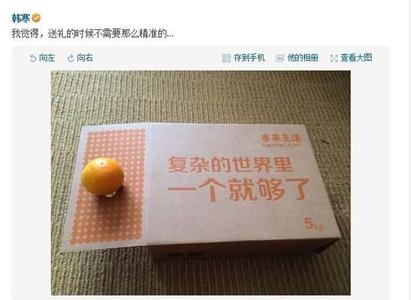 韩寒
我觉得，送礼的时候不需要那么精准的...
向左 向右 存到手机 他的相册 查看大图
本来生活
benlai.com
复杂的世界里
一个就够了
5kg